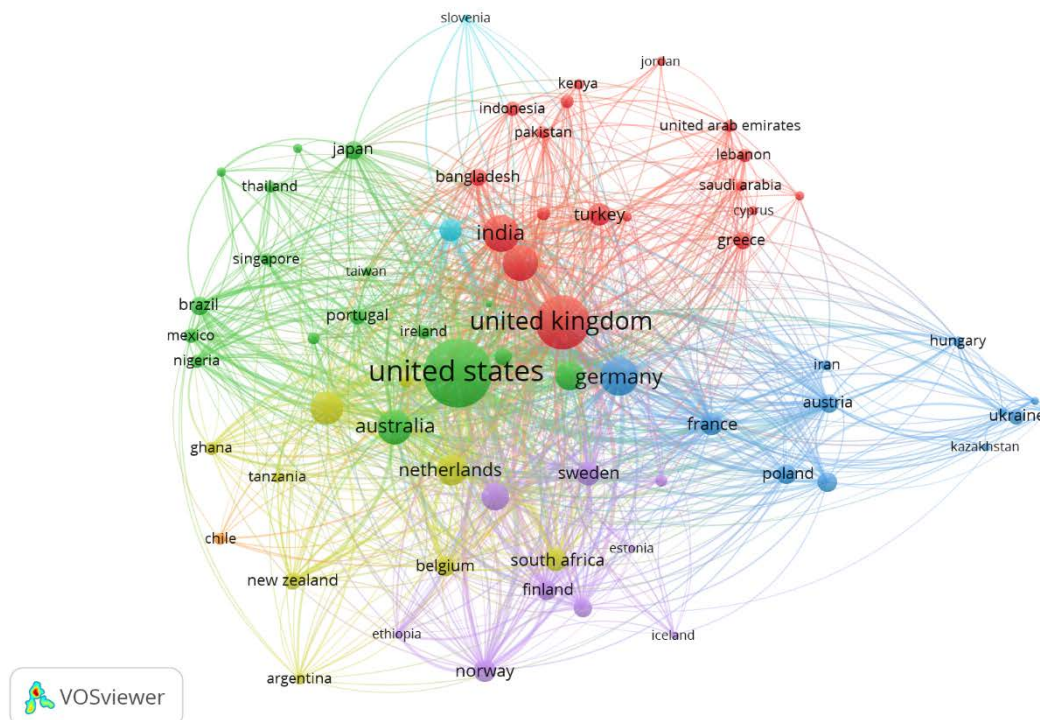 slovenia
jordan
kenya
indonesia
united arab emirates
pakistan
japan
lebanon
bangladesh
thailand
saudi arabia
cyprus
turkey
india
greece
singapore
taiwan
brazil
portugal
united kingdom
mexico
ireland
hungary
nigeria
iran
united states
germany
austria
ukraine
australia
france
ghana
kazakhstan
netherlands
sweden
poland
tanzania
chile
estonia
south africa
belgium
new zealand
finland
ethiopia
iceland
norway
argentina
VOSviewer